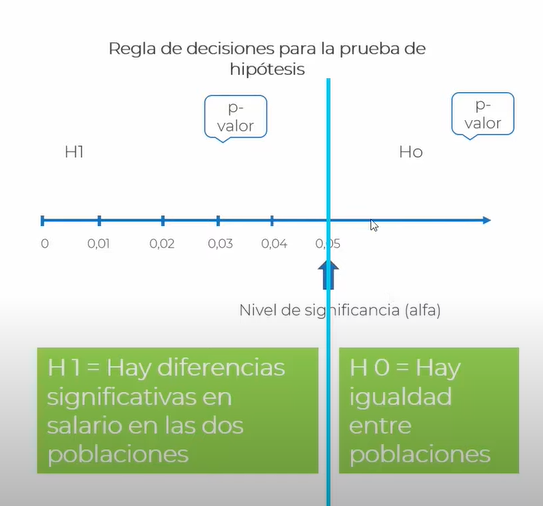 Regla de decisiones para la prueba de
hipótesis
p-
valor
p-
valor
H1
Ho
0
0,01
0,02
0,03
0,04
0,05
Nivel de significancia (alfa)
H 1 = Hay diferencias
significativas en
salario en las dos
poblaciones
H 0 = Hay
igualdad
entre
poblaciones